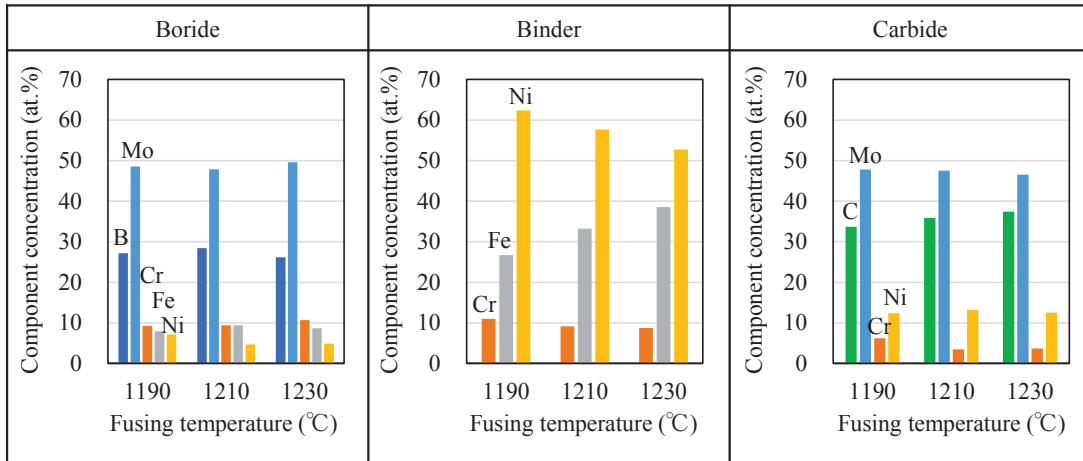 Boride
Component concentration (at.%)
70
60
50
40
30
20
10
0
B
Mo
Cr
Fe
Ni
1190 1210 1230
Fusing temperature (℃)
Binder
Component concentration (at.%)
70
60
50
40
30
20
10
0
Cr
Fe
Ni
1190 1210 1230
Fusing temperature (℃)
Carbide
Component concentration (at.%)
70
60
50
40
30
20
10
0
C
Mo
Cr
Ni
1190 1210 1230
Fusing temperature (℃)